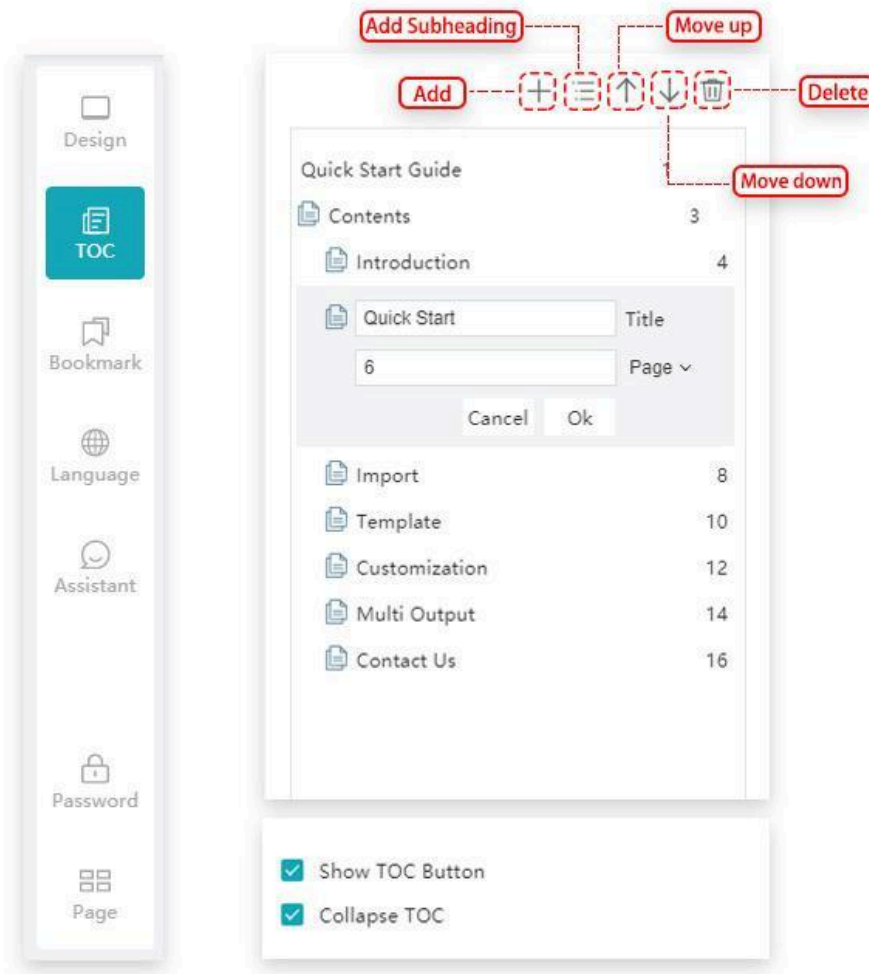 Add Subheading Move up
Add Delete
Design
Move down
Quick Start Guide
TOC
Contents 3
Introduction 4
Quick Start Title
Bookmark
6 Page
Cancel Ok
Language
Import 8
Template 10
Assistant
Customization 12
Multi Output 14
Contact Us 16
Password
Show TOC Button
Page
Collapse TOC